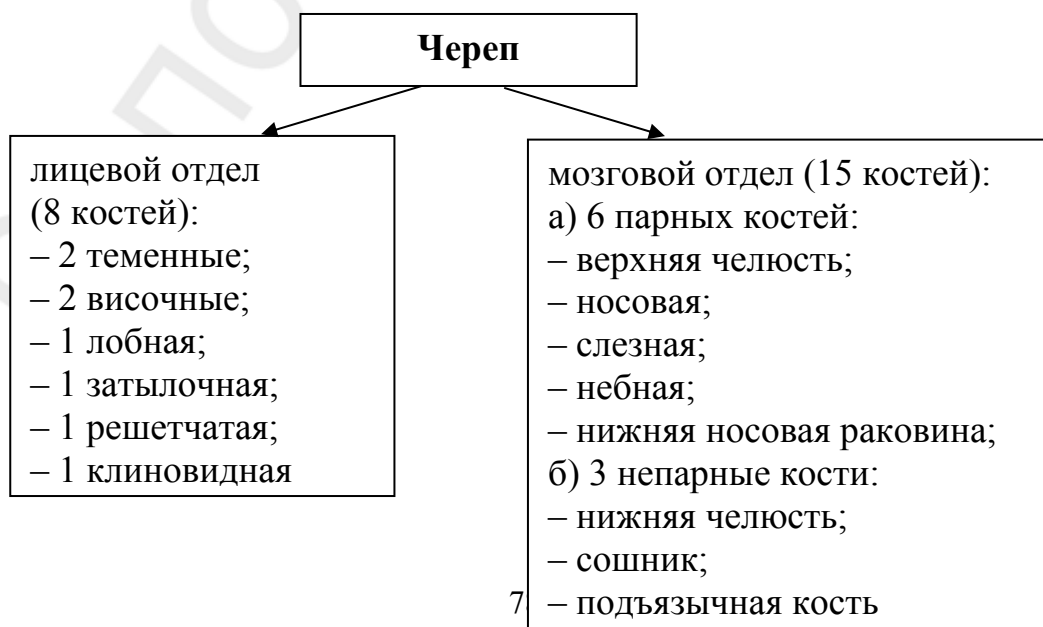 Череп
лицевой отдел
(8 костей):
– 2 теменные;
– 2 височные;
– 1 лобная;
– 1 затылочная;
– 1 решетчатая;
– 1 клиновидная
мозговой отдел (15 костей):
а) 6 парных костей:
– верхняя челюсть;
– носовая;
– слезная;
– небная;
– нижняя носовая раковина;
б) 3 непарные кости:
– нижняя челюсть;
– сошник;
– подъязычная кость
7